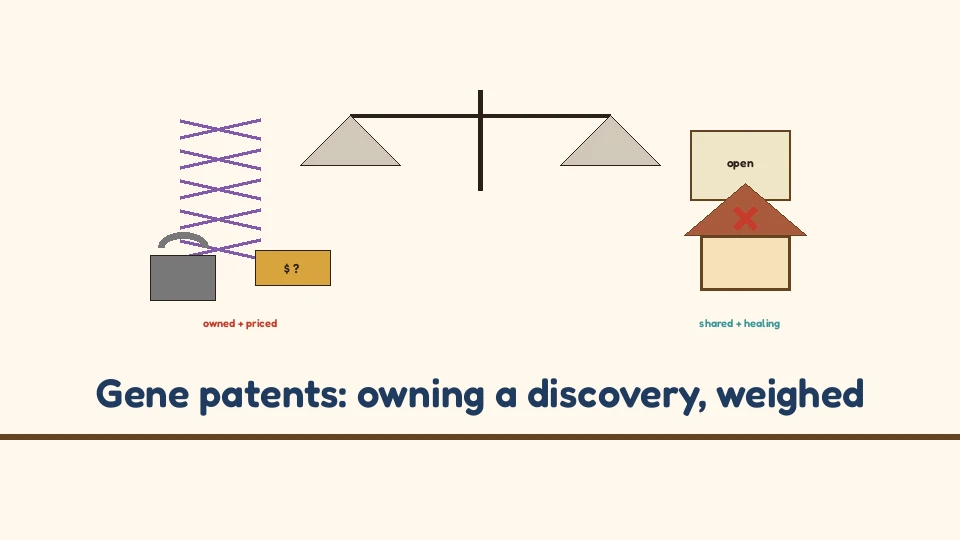 open
$ ?
owned + priced
shared + healing
Gene patents: owning a discovery, weighed